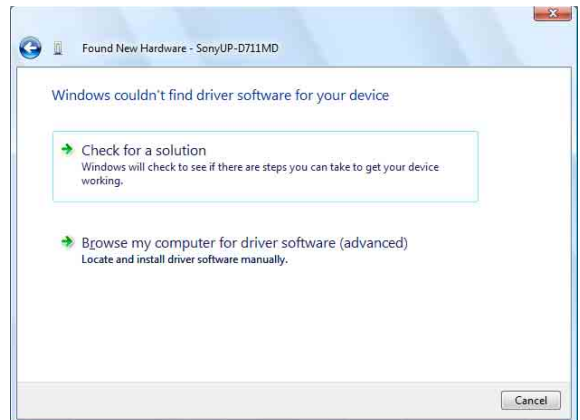 Found New Hardware - SonyUP-D711MD
Windows couldn't find driver software for your device
Check for a solution
Windows will check to see if there are steps you can take to get your device
working.
Browse my computer for driver software (advanced)
Locate and install driver software manually.
Cancel